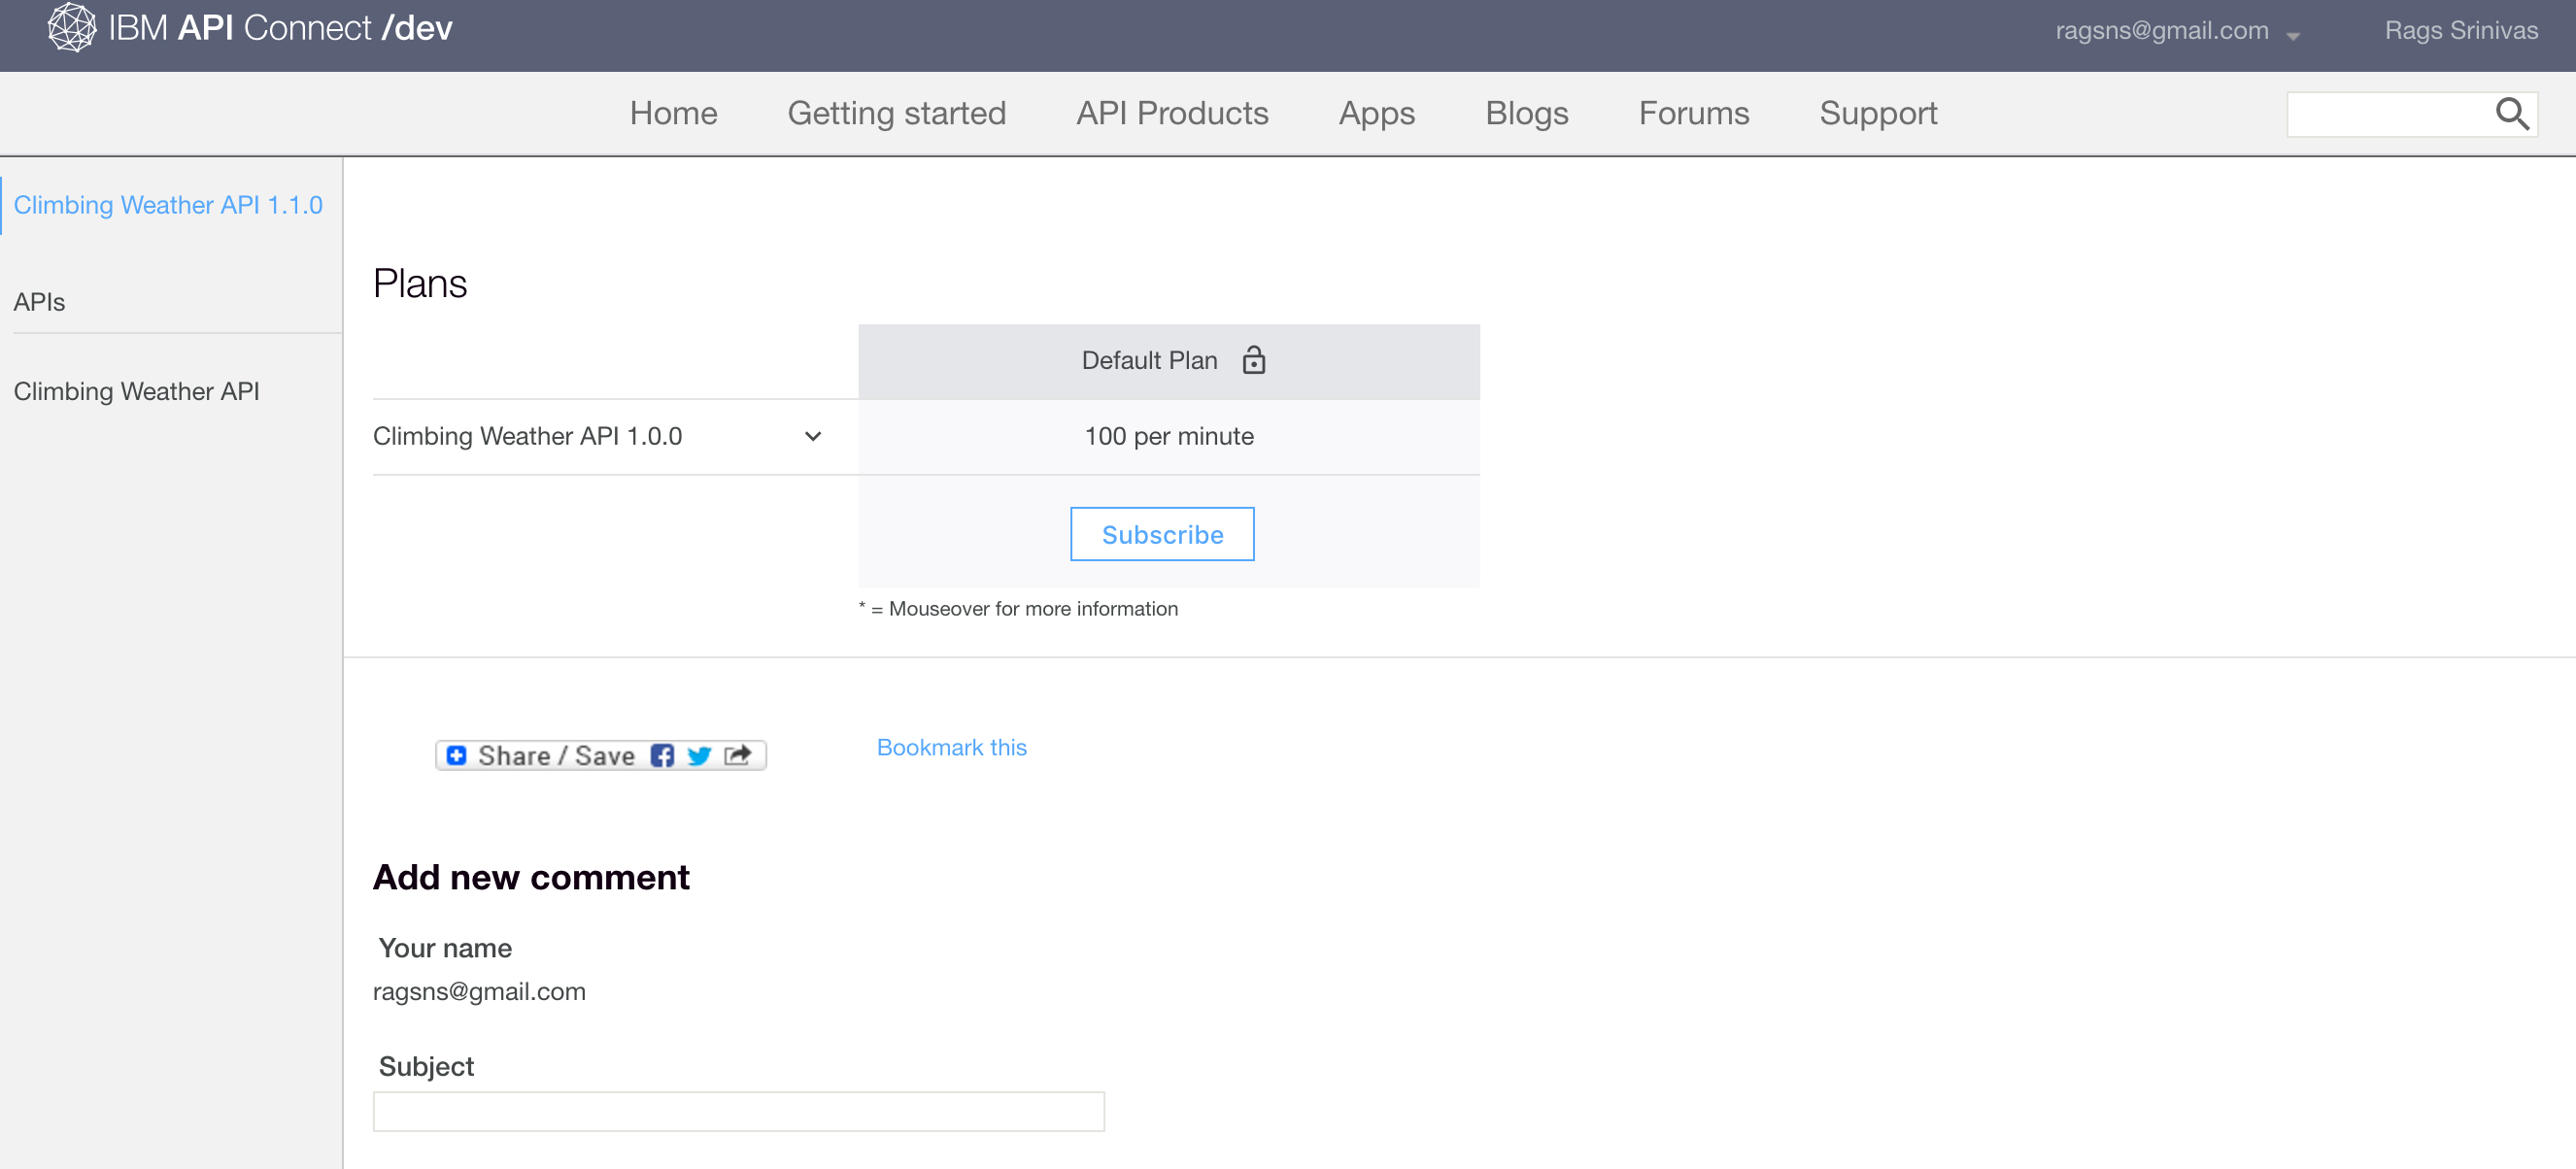 IBM API Connect /dev
ragsns@gmail.com
Rags Srinivas
Home
Getting started
API Products
Apps
Blogs
Forums
Support
Climbing Weather API 1.1.0
APIs
Climbing Weather API
Plans
Default Plan
Climbing Weather API 1.0.0
100 per minute
Subscribe
* = Mouseover for more information
Share / Save
Bookmark this
Add new comment
Your name
ragsns@gmail.com
Subject